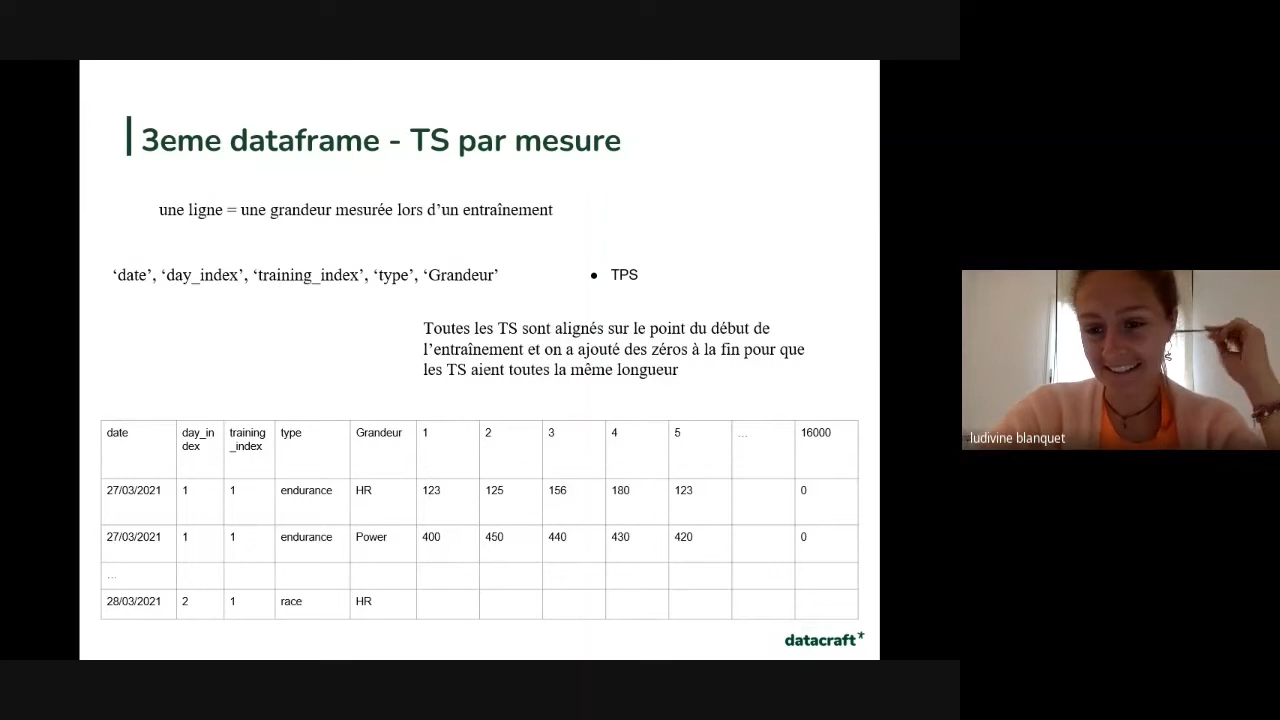 3eme dataframe - TS par mesure
une ligne = une grandeur mesurée lors d’un entraînement
‘date’, ‘day_index’, ‘training_index’, ‘type’, ‘Grandeur’
● TPS
Toutes les TS sont alignés sur le point du début de
l’entraînement et on a ajouté des zéros à la fin pour que
les TS aient toutes la même longueur
date day_in training type Grandeur 1 2 3 4 5 ... 16000
dex _index
27/03/2021 1 1 endurance HR 123 125 156 180 123 0
27/03/2021 1 1 endurance Power 400 450 440 430 420 0
...
28/03/2021 2 1 race HR
datacraft*
ludivine blanquet